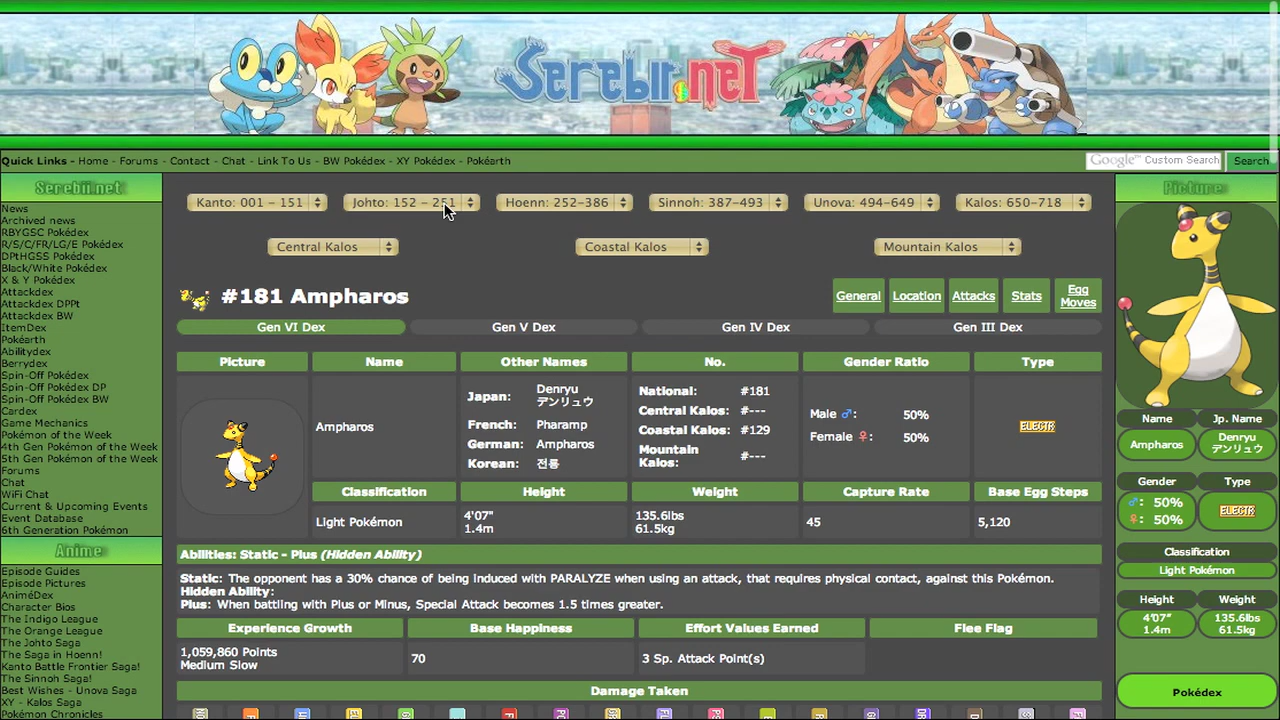 Serebii.net
Quick Links - Home - Forums - Contact - Chat - Link To Us - BW Pokédex - XY Pokédex - Pokéarth
Google™ Custom Search
Search
Serebii.net
News
Archived news
RBYGSC Pokédex
R/S/C/FR/LG/E Pokédex
DPtHGSS Pokédex
Black/White Pokédex
X & Y Pokédex
Attackdex
Attackdex DPPt
Attackdex BW
ItemDex
Pokéarth
Abilitydex
Berrydex
Spin-Off Pokédex
Spin-Off Pokédex DP
Spin-Off Pokédex BW
Cardex
Game Mechanics
Pokémon of the Week
4th Gen Pokémon of the Week
5th Gen Pokémon of the Week
Forums
Chat
WiFi Chat
Current & Upcoming Events
Event Database
6th Generation Pokémon
Anime
Episode Guides
Episode Pictures
AniméDex
Character Bios
The Indigo League
The Orange League
The Johto Saga
The Saga in Hoenn!
Kanto Battle Frontier Saga!
The Sinnoh Saga!
Best Wishes - Unova Saga
XY - Kalos Saga
Pokémon Chronicles
Kanto: 001 – 151
Johto: 152 – 251
Hoenn: 252-386
Sinnoh: 387-493
Unova: 494-649
Kalos: 650-718
Central Kalos
Coastal Kalos
Mountain Kalos
#181 Ampharos
General
Location
Attacks
Stats
Egg
Moves
Gen VI Dex
Gen V Dex
Gen IV Dex
Gen III Dex
Picture
Name
Other Names
No.
Gender Ratio
Type
Ampharos
Japan: Denryu
デンリュウ
French: Pharamp
German: Ampharos
Korean: 전룡
National: #181
Central Kalos: #---
Coastal Kalos: #129
Mountain
Kalos: #---
Male ♂: 50%
Female ♀: 50%
ELECTR
Classification
Height
Weight
Capture Rate
Base Egg Steps
Light Pokémon
4'07"
1.4m
135.6lbs
61.5kg
45
5,120
Abilities: Static - Plus (Hidden Ability)
Static: The opponent has a 30% chance of being induced with PARALYZE when using an attack, that requires physical contact, against this Pokémon.
Hidden Ability:
Plus: When battling with Plus or Minus, Special Attack becomes 1.5 times greater.
Experience Growth
Base Happiness
Effort Values Earned
Flee Flag
1,059,860 Points
Medium Slow
70
3 Sp. Attack Point(s)
Damage Taken
Picture
Name
Jp. Name
Ampharos
Denryu
デンリュウ
Gender
Type
♂: 50%
♀: 50%
ELECTR
Classification
Light Pokémon
Height
Weight
4'07"
1.4m
135.6lbs
61.5kg
Pokédex